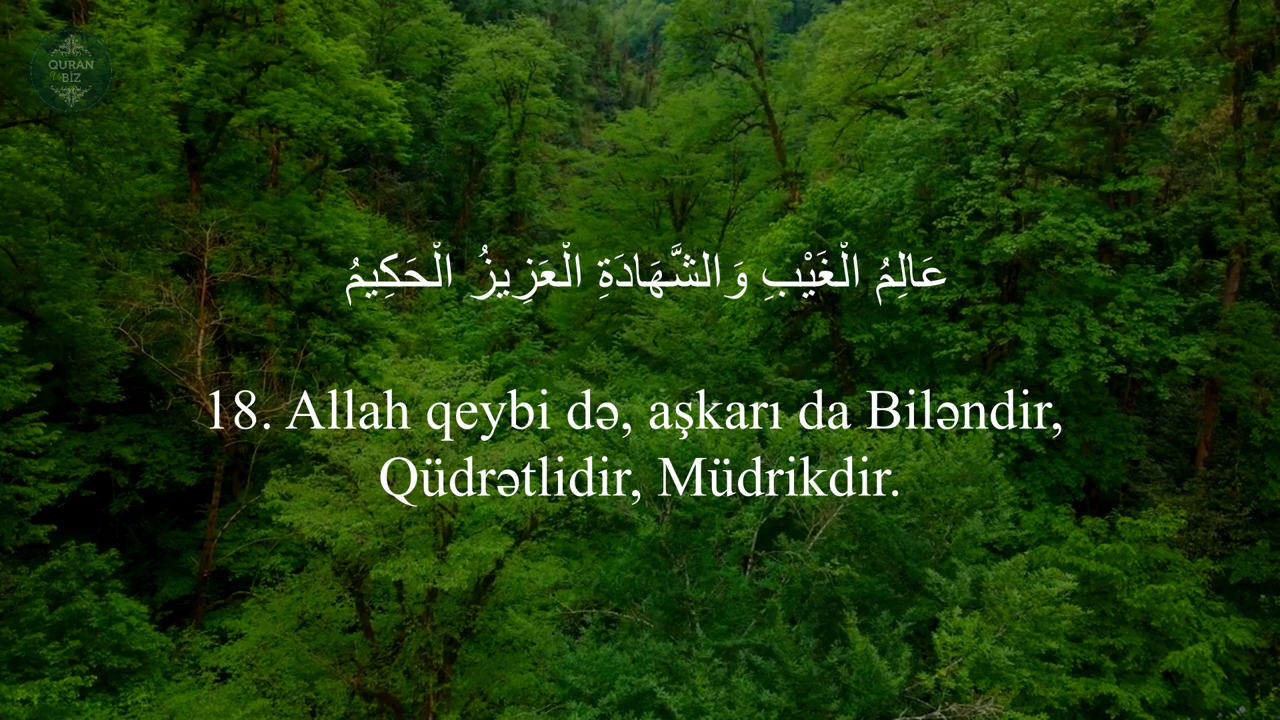 QURAN
Və BİZ
عَالِمُ الْغَيْبِ وَالشَّهَادَةِ الْعَزِيزُ الْحَكِيمُ
18. Allah qeybi də, aşkarı da Biləndir,
Qüdrətlidir, Müdrikdir.